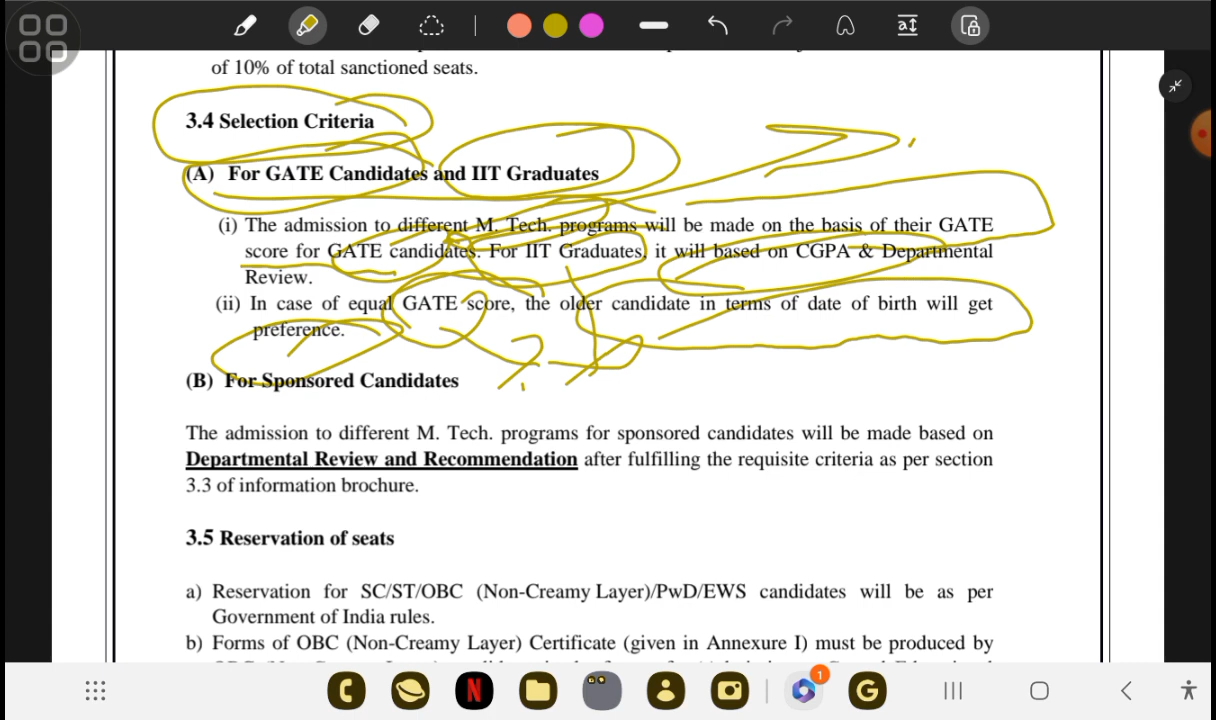 of 10% of total sanctioned seats.
3.4 Selection Criteria
(A) For GATE Candidates and IIT Graduates
(i) The admission to different M. Tech. programs will be made on the basis of their GATE
score for GATE candidates. For IIT Graduates, it will based on CGPA & Departmental
Review.
(ii) In case of equal GATE score, the older candidate in terms of date of birth will get
preference.
(B) For Sponsored Candidates
The admission to different M. Tech. programs for sponsored candidates will be made based on
Departmental Review and Recommendation after fulfilling the requisite criteria as per section
3.3 of information brochure.
3.5 Reservation of seats
a) Reservation for SC/ST/OBC (Non-Creamy Layer)/PwD/EWS candidates will be as per
Government of India rules.
b) Forms of OBC (Non-Creamy Layer) Certificate (given in Annexure I) must be produced by